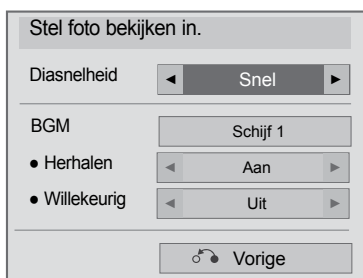 Stel foto bekijken in.
Diasnelheid ◄ Snel ►
BGM Schijf 1
● Herhalen ◄ Aan ►
● Willekeurig ◄ Uit ►
Vorige